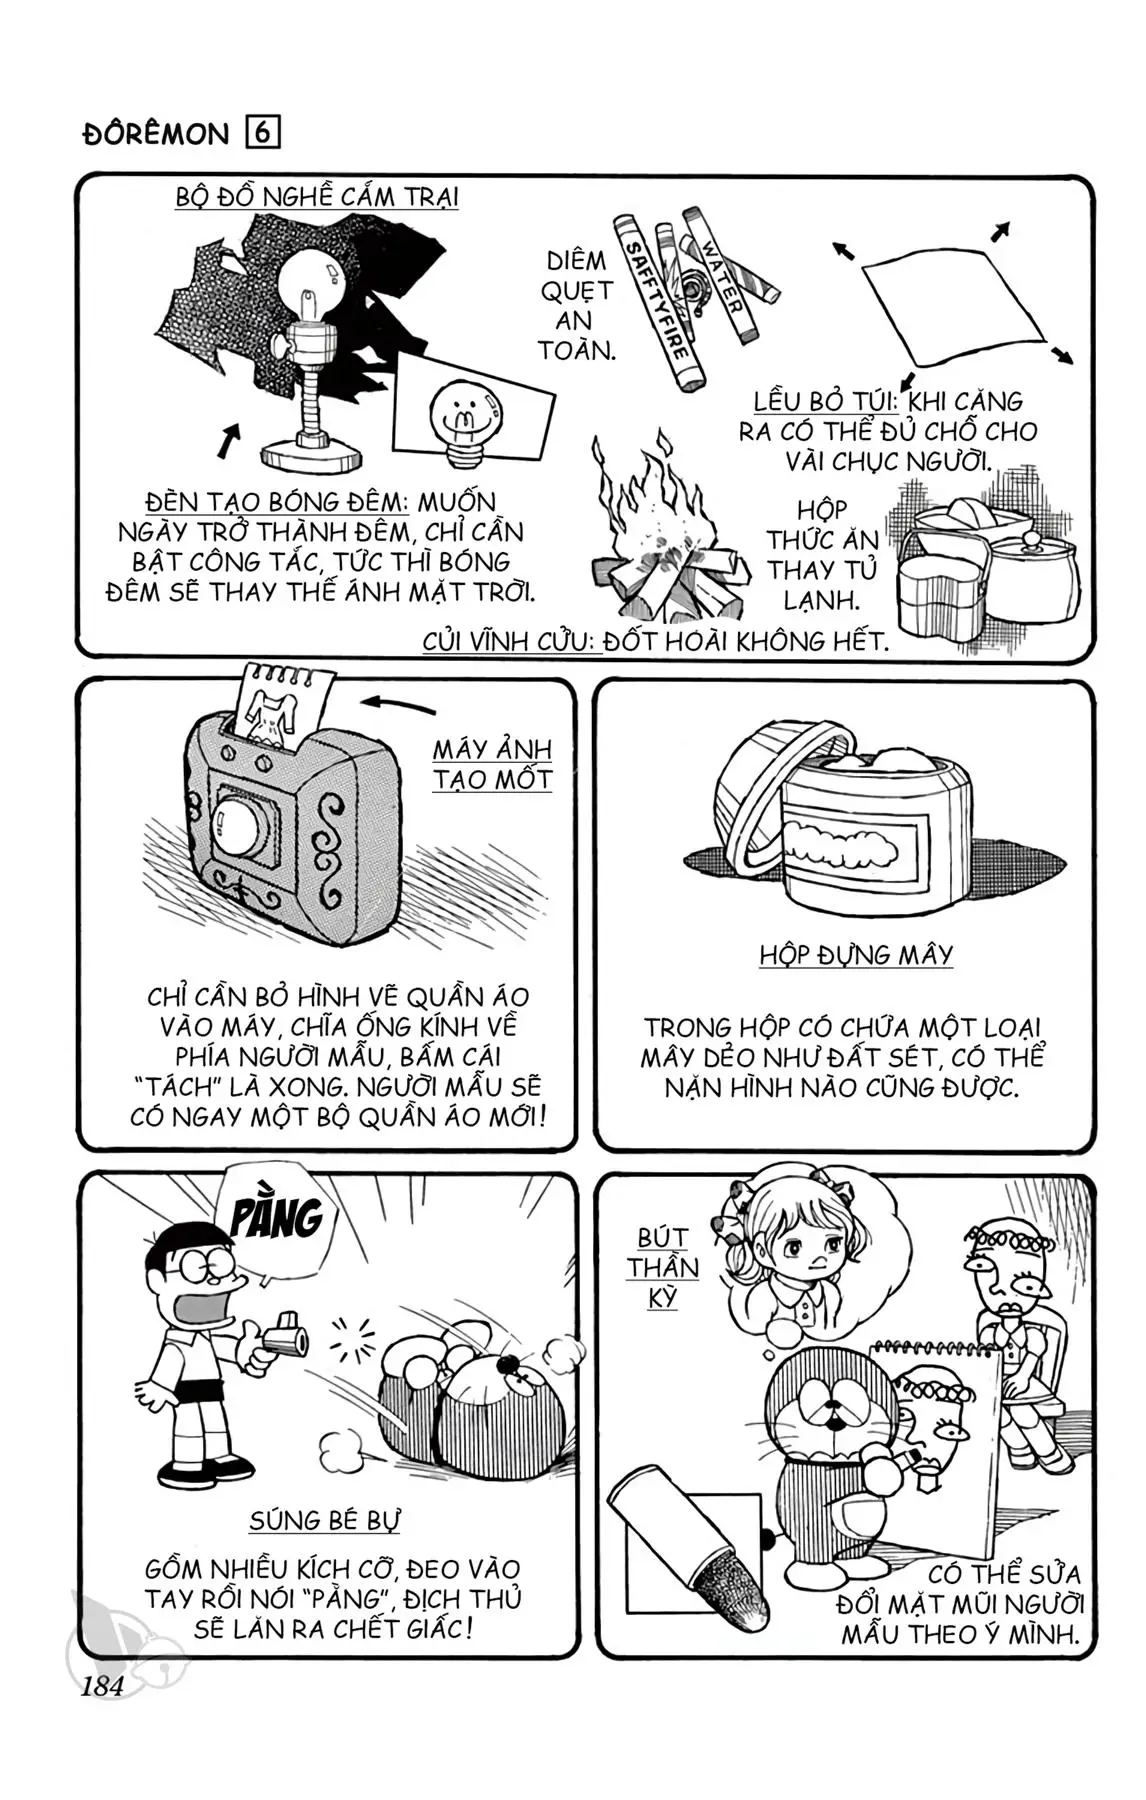 ĐÔRÊMON 6
BỘ ĐỒ NGHỀ CẮM TRẠI
DIÊM
QUẸT
AN
TOÀN.
SAFFTYFIRE
WATER
LỀU BỎ TÚI: KHI CĂNG
RA CÓ THỂ ĐỦ CHỖ CHO
VÀI CHỤC NGƯỜI.
ĐÈN TẠO BÓNG ĐÊM: MUỐN
NGÀY TRỞ THÀNH ĐÊM, CHỈ CẦN
BẬT CÔNG TẮC, TỨC THÌ BÓNG
ĐÊM SẼ THAY THẾ ÁNH MẶT TRỜI.
HỘP
THỨC ĂN
THAY TỦ
LẠNH.
CỦI VĨNH CỬU: ĐỐT HOÀI KHÔNG HẾT.
MÁY ẢNH
TẠO MỐT
CHỈ CẦN BỎ HÌNH VẼ QUẦN ÁO
VÀO MÁY, CHĨA ỐNG KÍNH VỀ
PHÍA NGƯỜI MẪU, BẤM CÁI
“TÁCH” LÀ XONG. NGƯỜI MẪU SẼ
CÓ NGAY MỘT BỘ QUẦN ÁO MỚI!
HỘP ĐỰNG MÂY
TRONG HỘP CÓ CHỨA MỘT LOẠI
MÂY DẺO NHƯ ĐẤT SÉT, CÓ THỂ
NẶN HÌNH NÀO CŨNG ĐƯỢC.
PẰNG
SÚNG BÉ BỰ
GỒM NHIỀU KÍCH CỠ, ĐEO VÀO
TAY RỒI NÓI “PẰNG”, ĐỊCH THỦ
SẼ LĂN RA CHẾT GIẤC!
BÚT
THẦN
KỲ
CÓ THỂ SỬA
ĐỔI MẶT MŨI NGƯỜI
MẪU THEO Ý MÌNH.
184